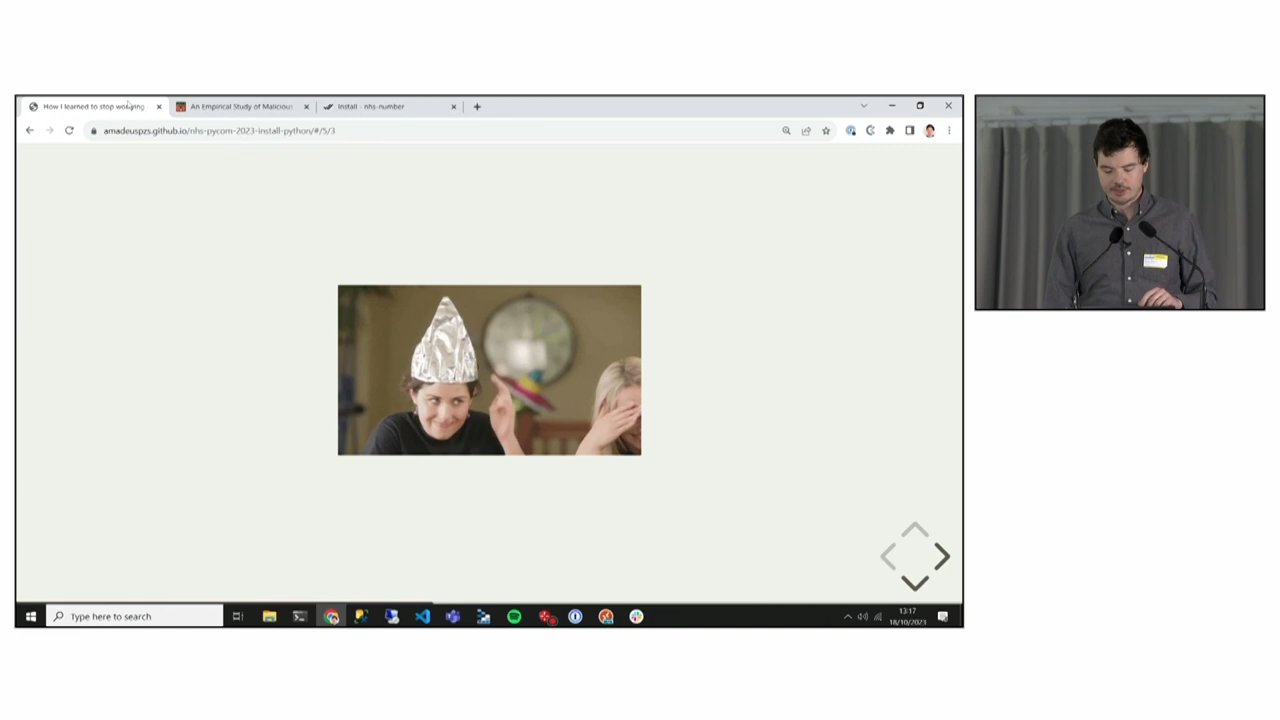 How I learned to stop worrying
An Empirical Study of Malicious
Install - nhs-number
amadeuspzs.github.io/nhs-pycom-2023-install-python/#/5/3
Type here to search
13:17
18/10/2023